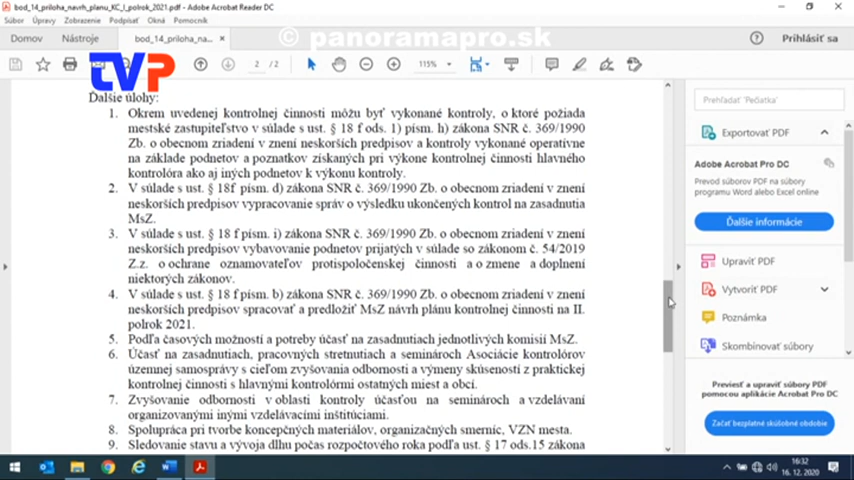 bod_14_priloha_navrh_planu_KC_I_polrok_2021.pdf - Adobe Acrobat Reader DC
Súbor Úpravy Zobrazenie Podpísať Okná Pomocník
Domov Nástroje bod_14_priloha_na... Prihlásiť sa
© panoramapro.sk
2 / 2 115%
TVP
Ďalšie úlohy:
1. Okrem uvedenej kontrolnej činnosti môžu byť vykonané kontroly, o ktoré požiada
mestské zastupiteľstvo v súlade s ust. § 18 f ods. 1) písm. h) zákona SNR č. 369/1990
Zb. o obecnom zriadení v znení neskorších predpisov a kontroly vykonané operatívne
na základe podnetov a poznatkov získaných pri výkone kontrolnej činnosti hlavného
kontrolóra ako aj iných podnetov k výkonu kontroly.
2. V súlade s ust. § 18f písm. d) zákona SNR č. 369/1990 Zb. o obecnom zriadení v znení
neskorších predpisov vypracovanie správ o výsledku ukončených kontrol na zasadnutia
MsZ.
3. V súlade s ust. § 18 f písm. i) zákona SNR č. 369/1990 Zb. o obecnom zriadení v znení
neskorších predpisov vybavovanie podnetov prijatých v súlade so zákonom č. 54/2019
Z.z. o ochrane oznamovateľov protispoločenskej činnosti a o zmene a doplnení
niektorých zákonov.
4. V súlade s ust. § 18 f písm. b) zákona SNR č. 369/1990 Zb. o obecnom zriadení v znení
neskorších predpisov spracovať a predložiť MsZ návrh plánu kontrolnej činnosti na II.
polrok 2021.
5. Podľa časových možností a potreby účasť na zasadnutiach jednotlivých komisií MsZ.
6. Účasť na zasadnutiach, pracovných stretnutiach a seminároch Asociácie kontrolórov
územnej samosprávy s cieľom zvyšovania odbornosti a výmeny skúseností z praktickej
kontrolnej činnosti s hlavnými kontrolórmi ostatných miest a obcí.
7. Zvyšovanie odbornosti v oblasti kontroly účasťou na seminároch a vzdelávaní
organizovanými inými vzdelávacími inštitúciami.
8. Spolupráca pri tvorbe koncepčných materiálov, organizačných smerníc, VZN mesta.
9. Sledovanie stavu a vývoja dlhu počas rozpočtového roka podľa ust. § 17 ods.15 zákona
Prehľadať 'Pečiatka'
Exportovať PDF
Adobe Acrobat Pro DC
Prevod súborov PDF na súbory
programu Word alebo Excel online
Ďalšie informácie
Upraviť PDF
Vytvoriť PDF
Poznámka
Skombinovať súbory
Previesť a upraviť súbory PDF
pomocou aplikácie Acrobat Pro DC
Začať bezplatné skúšobné obdobie
16:32
16. 12. 2020